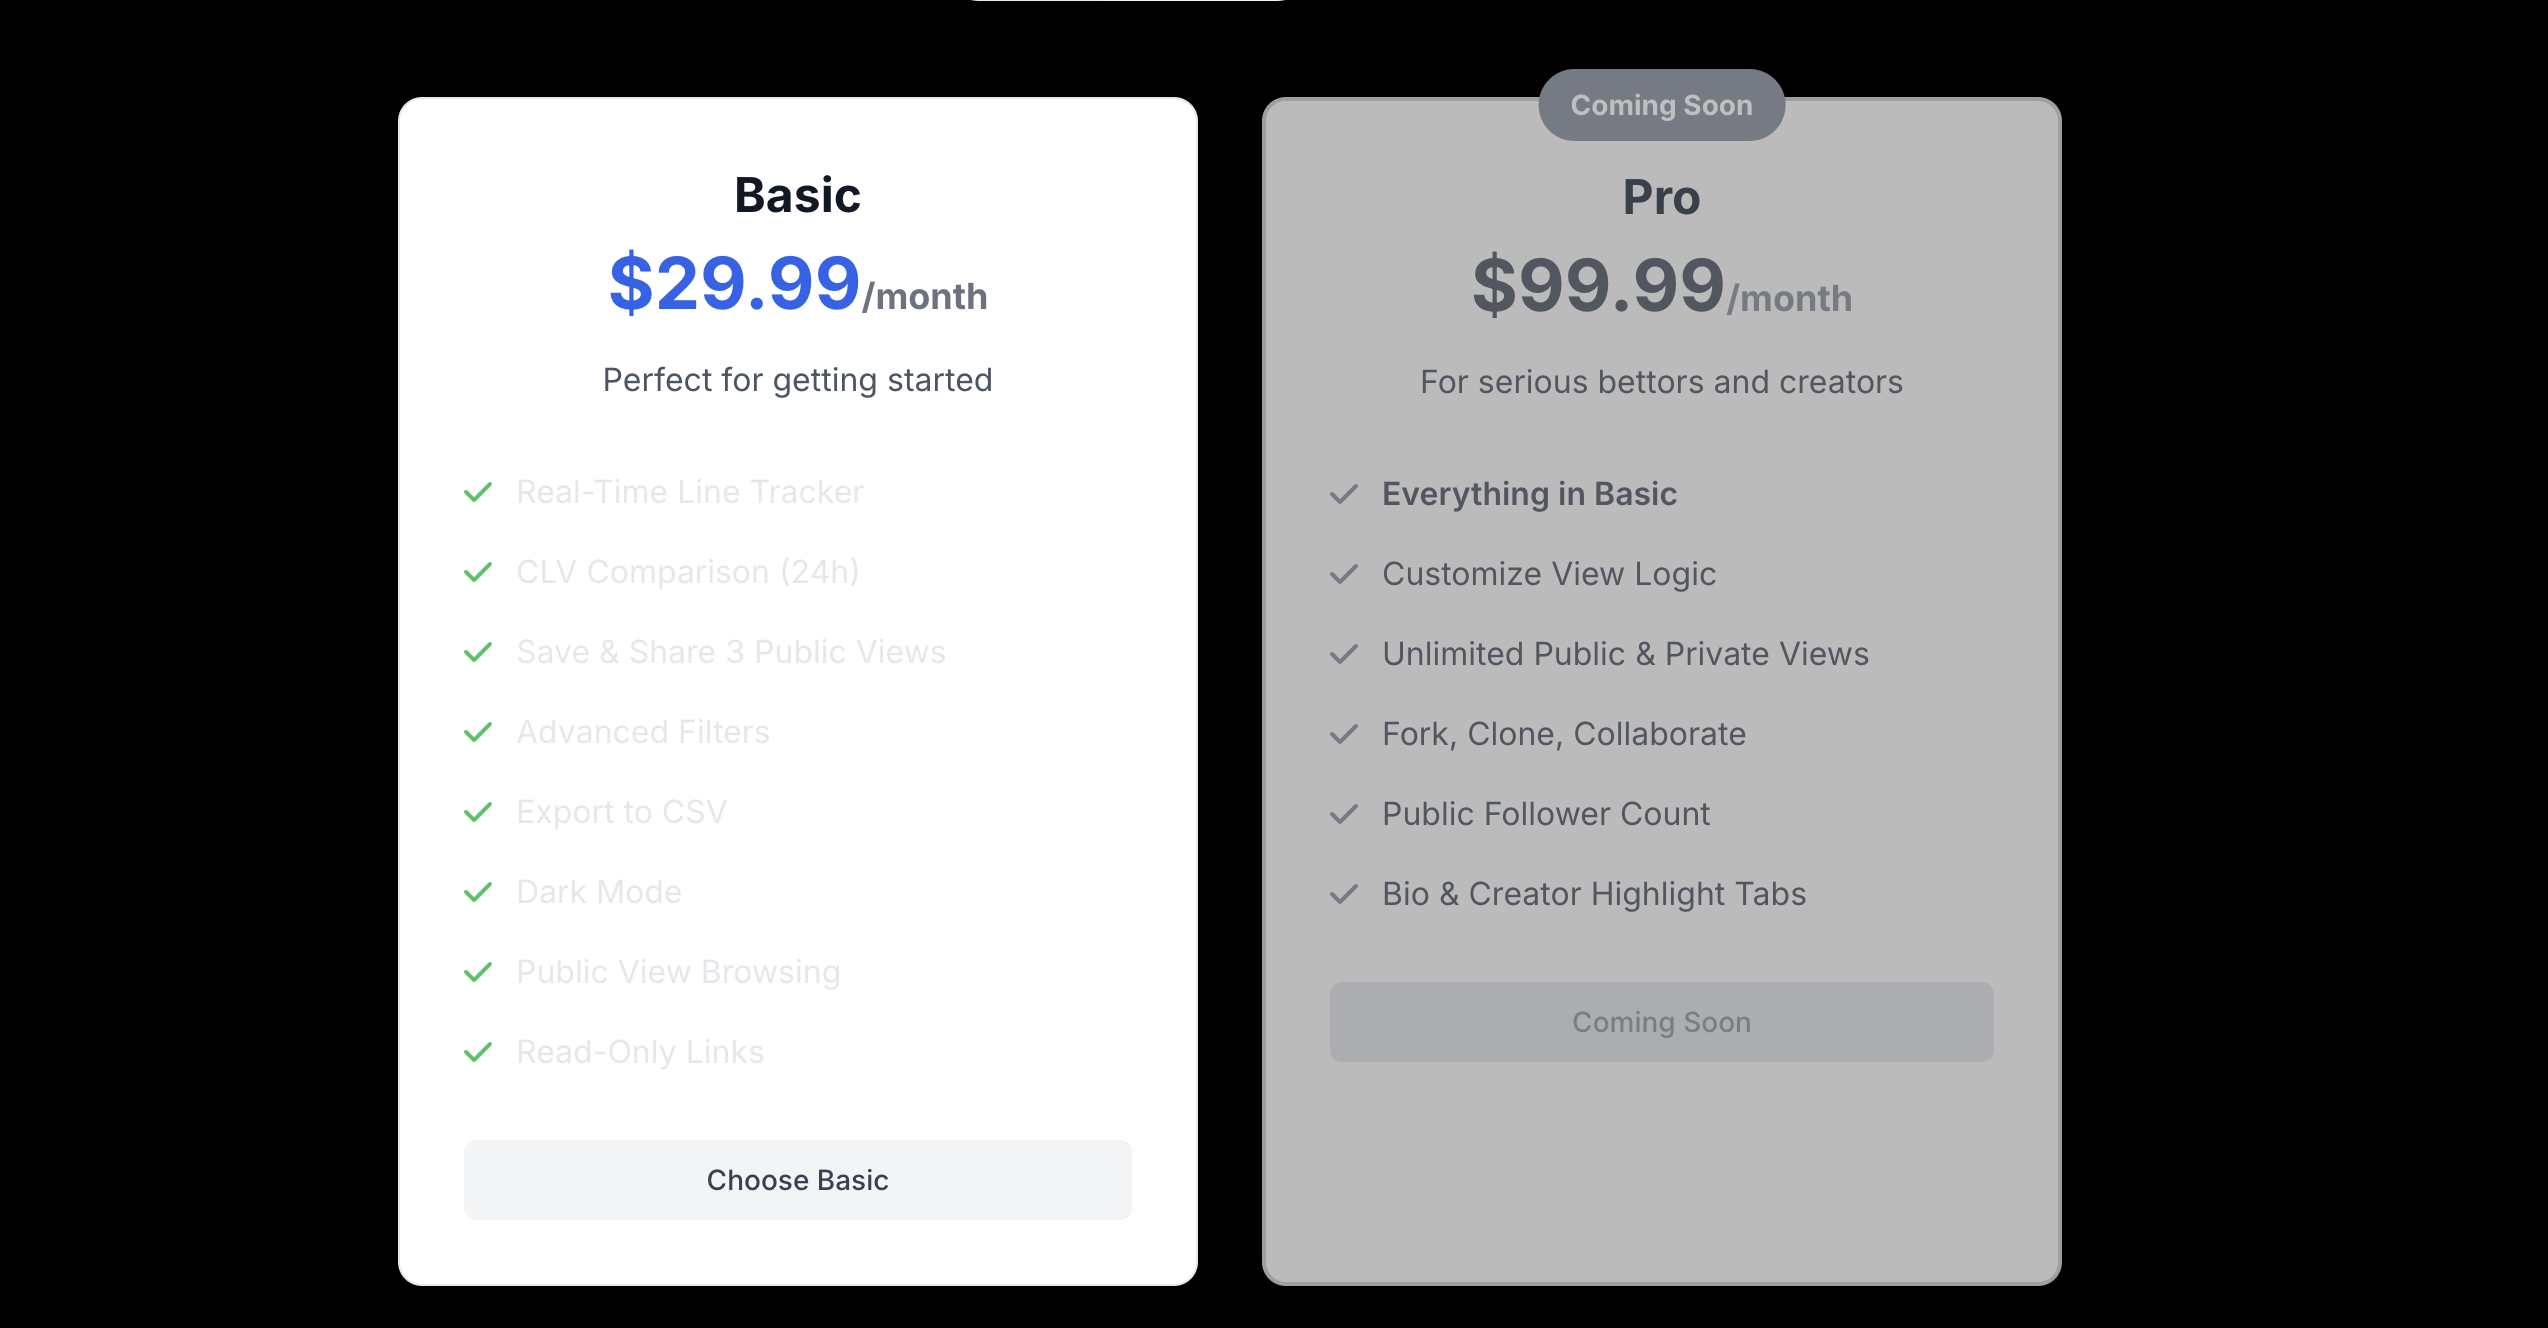 Basic
$29.99/month
Perfect for getting started
Real-Time Line Tracker
CLV Comparison (24h)
Save & Share 3 Public Views
Advanced Filters
Export to CSV
Dark Mode
Public View Browsing
Read-Only Links
Choose Basic
Coming Soon
Pro
$99.99/month
For serious bettors and creators
Everything in Basic
Customize View Logic
Unlimited Public & Private Views
Fork, Clone, Collaborate
Public Follower Count
Bio & Creator Highlight Tabs
Coming Soon